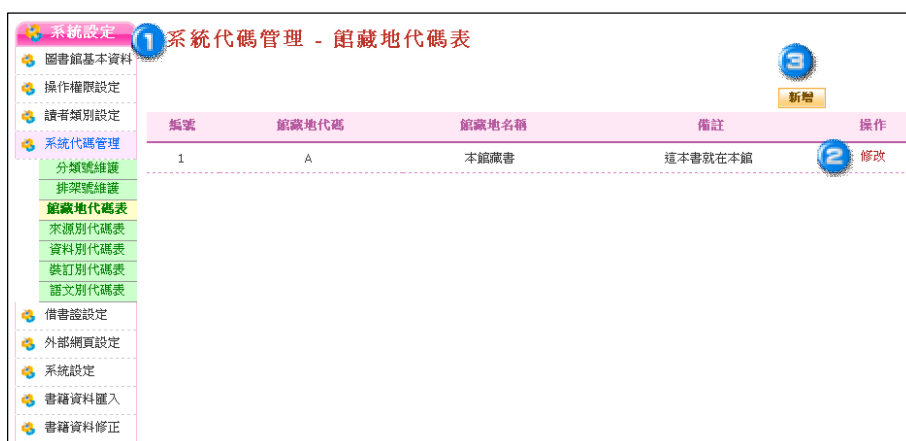 系統設定
圖書館基本資料
操作權限設定
讀者類別設定
系統代碼管理
分類號維護
排架號維護
館藏地代碼表
來源別代碼表
資料別代碼表
裝訂別代碼表
語文別代碼表
借書證設定
外部網頁設定
系統設定
書籍資料匯入
書籍資料修正
1
系統代碼管理 - 館藏地代碼表
3
新增
編號 館藏地代碼 館藏地名稱 備註 操作
1 A 本館藏書 這本書就在本館 2 修改